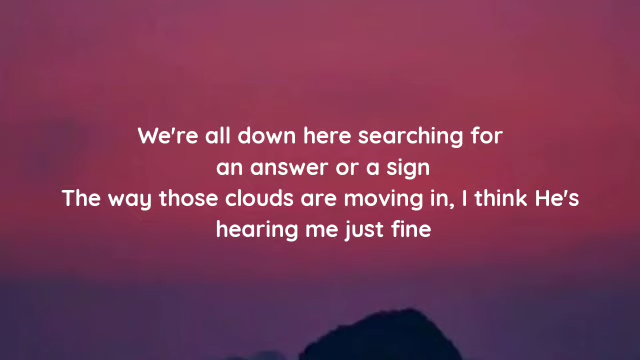 We're all down here searching for
an answer or a sign
The way those clouds are moving in, I think He's
hearing me just fine